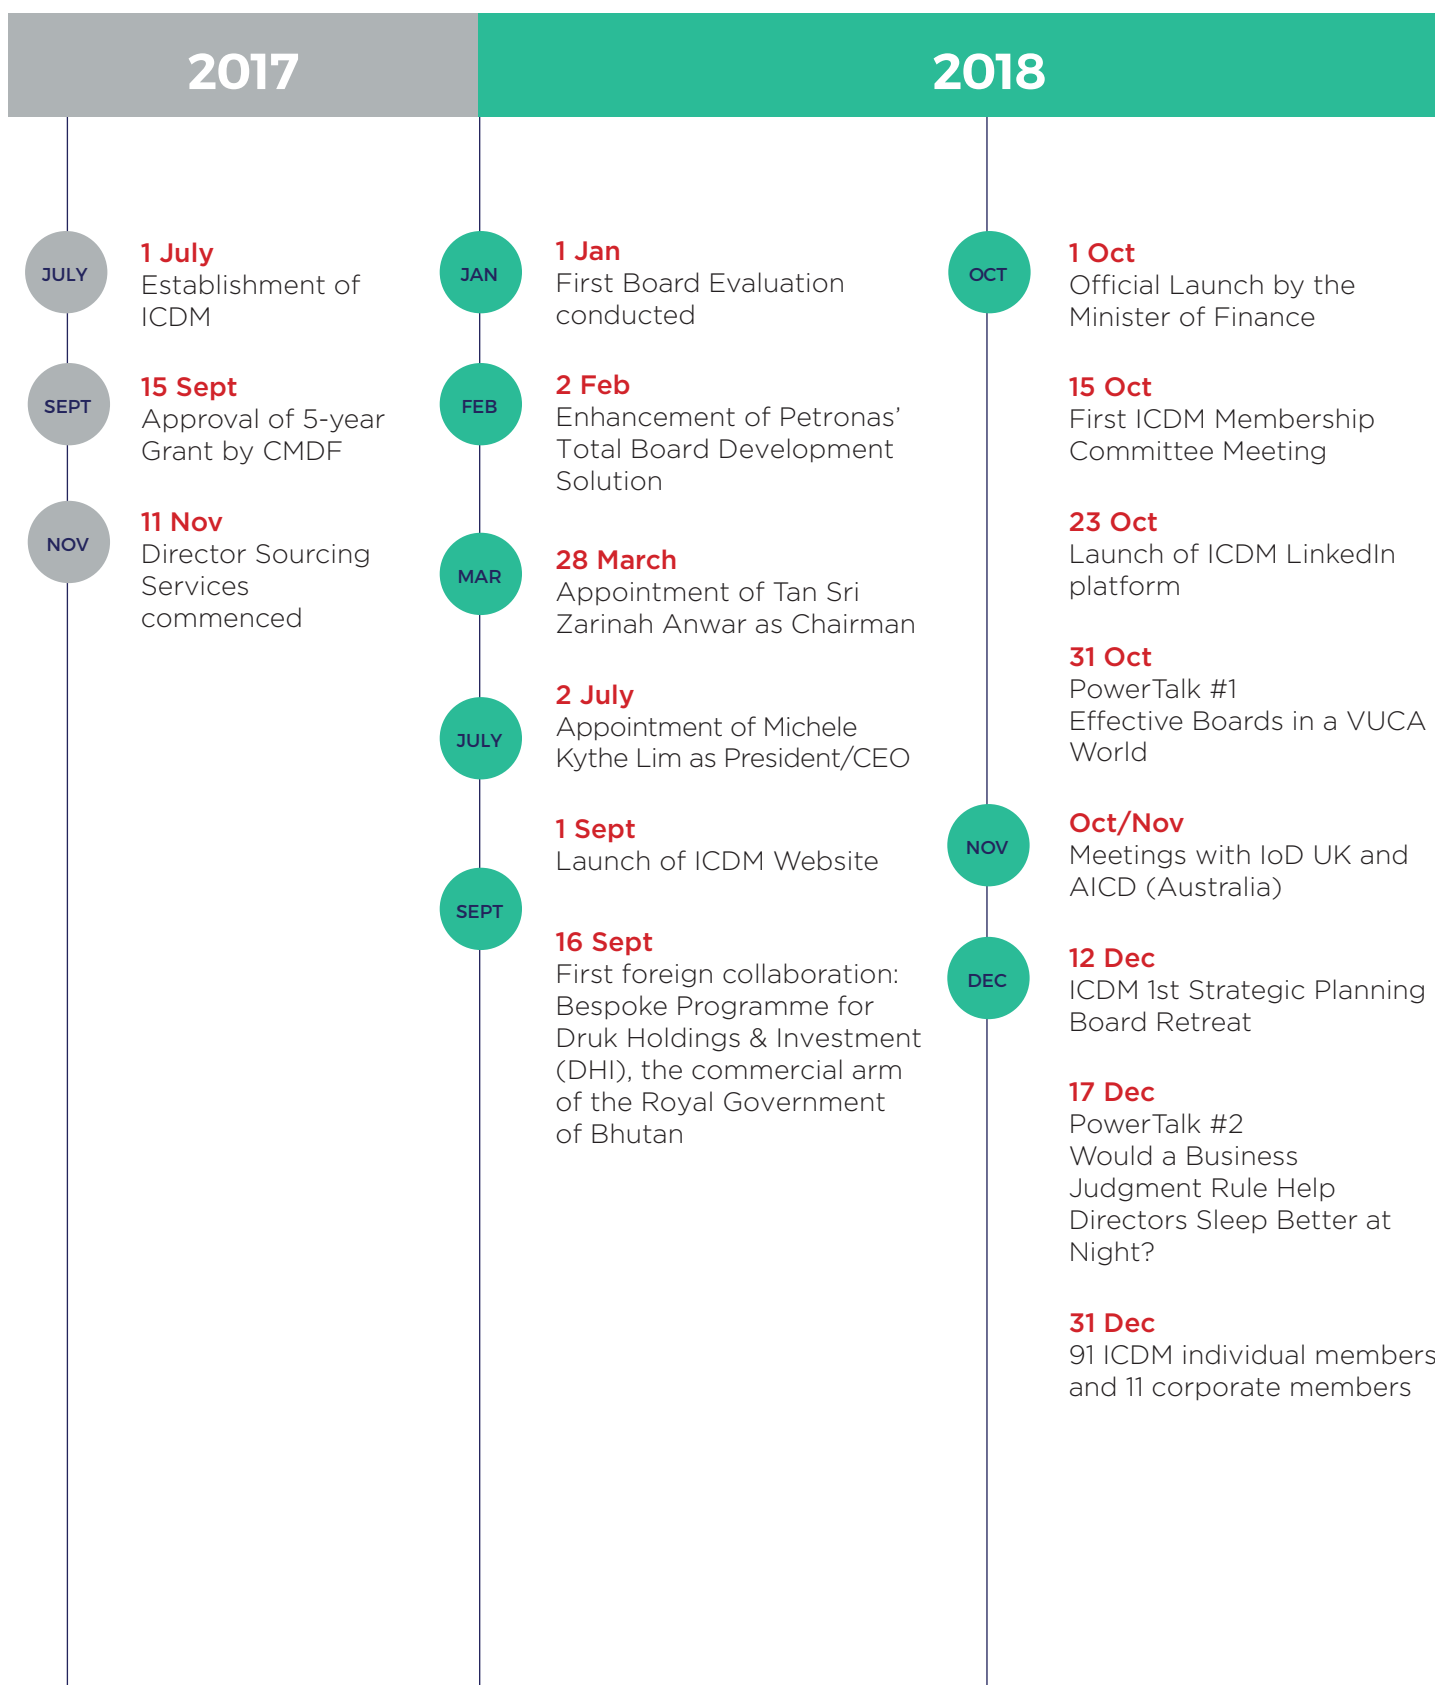 2017
2018
JULY
1 July
Establishment of
ICDM
SEPT
15 Sept
Approval of 5-year
Grant by CMDF
NOV
11 Nov
Director Sourcing
Services
commenced
JAN
1 Jan
First Board Evaluation
conducted
FEB
2 Feb
Enhancement of Petronas’
Total Board Development
Solution
MAR
28 March
Appointment of Tan Sri
Zarinah Anwar as Chairman
JULY
2 July
Appointment of Michele
Kythe Lim as President/CEO
SEPT
1 Sept
Launch of ICDM Website
16 Sept
First foreign collaboration:
Bespoke Programme for
Druk Holdings & Investment
(DHI), the commercial arm
of the Royal Government
of Bhutan
OCT
1 Oct
Official Launch by the
Minister of Finance
15 Oct
First ICDM Membership
Committee Meeting
23 Oct
Launch of ICDM LinkedIn
platform
31 Oct
PowerTalk #1
Effective Boards in a VUCA
World
NOV
Oct/Nov
Meetings with IoD UK and
AICD (Australia)
DEC
12 Dec
ICDM 1st Strategic Planning
Board Retreat
17 Dec
PowerTalk #2
Would a Business
Judgment Rule Help
Directors Sleep Better at
Night?
31 Dec
91 ICDM individual members
and 11 corporate members